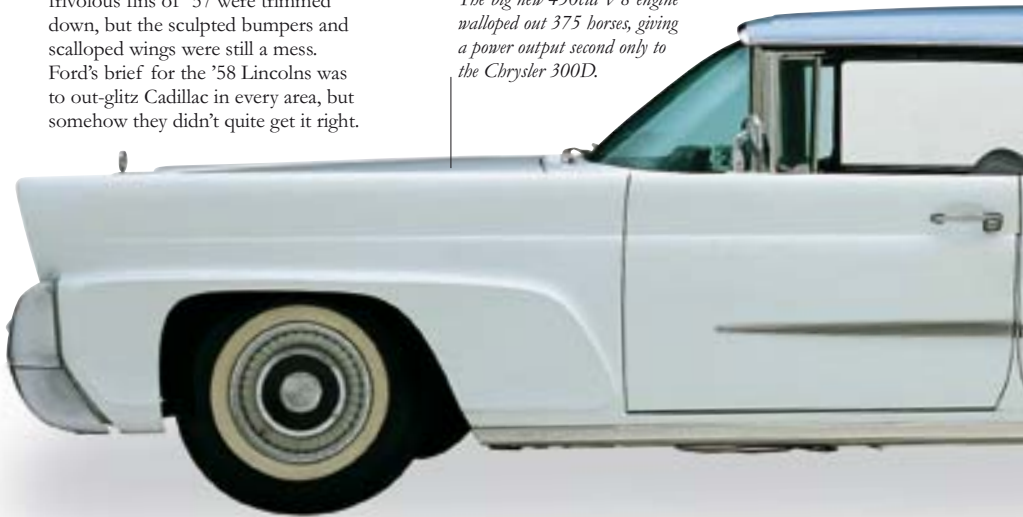 frivolous fins of ’57 were trimmed
down, but the sculpted bumpers and
scalloped wings were still a mess.
Ford’s brief for the ’58 Lincolns was
to out-glitz Cadillac in every area, but
somehow they didn’t quite get it right.
The big new V-8 engine
walloped out 375 horses, giving
a power output second only to
the Chrysler 300D.